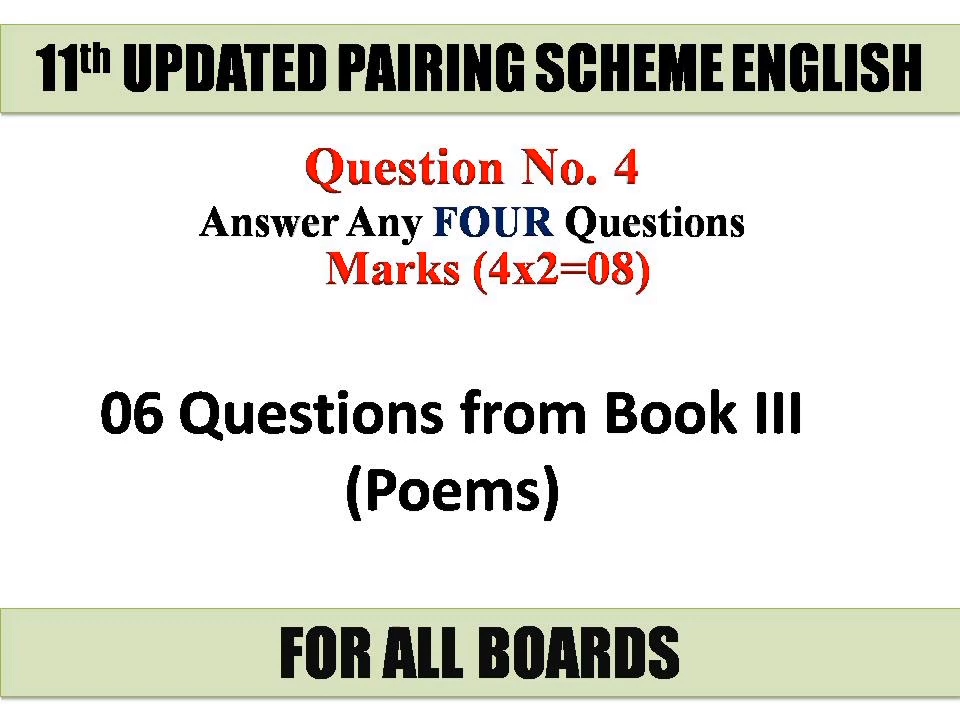 11th UPDATED PAIRING SCHEME ENGLISH
Question No. 4
Answer Any FOUR Questions
Marks (4x2=08)
06 Questions from Book III
(Poems)
FOR ALL BOARDS